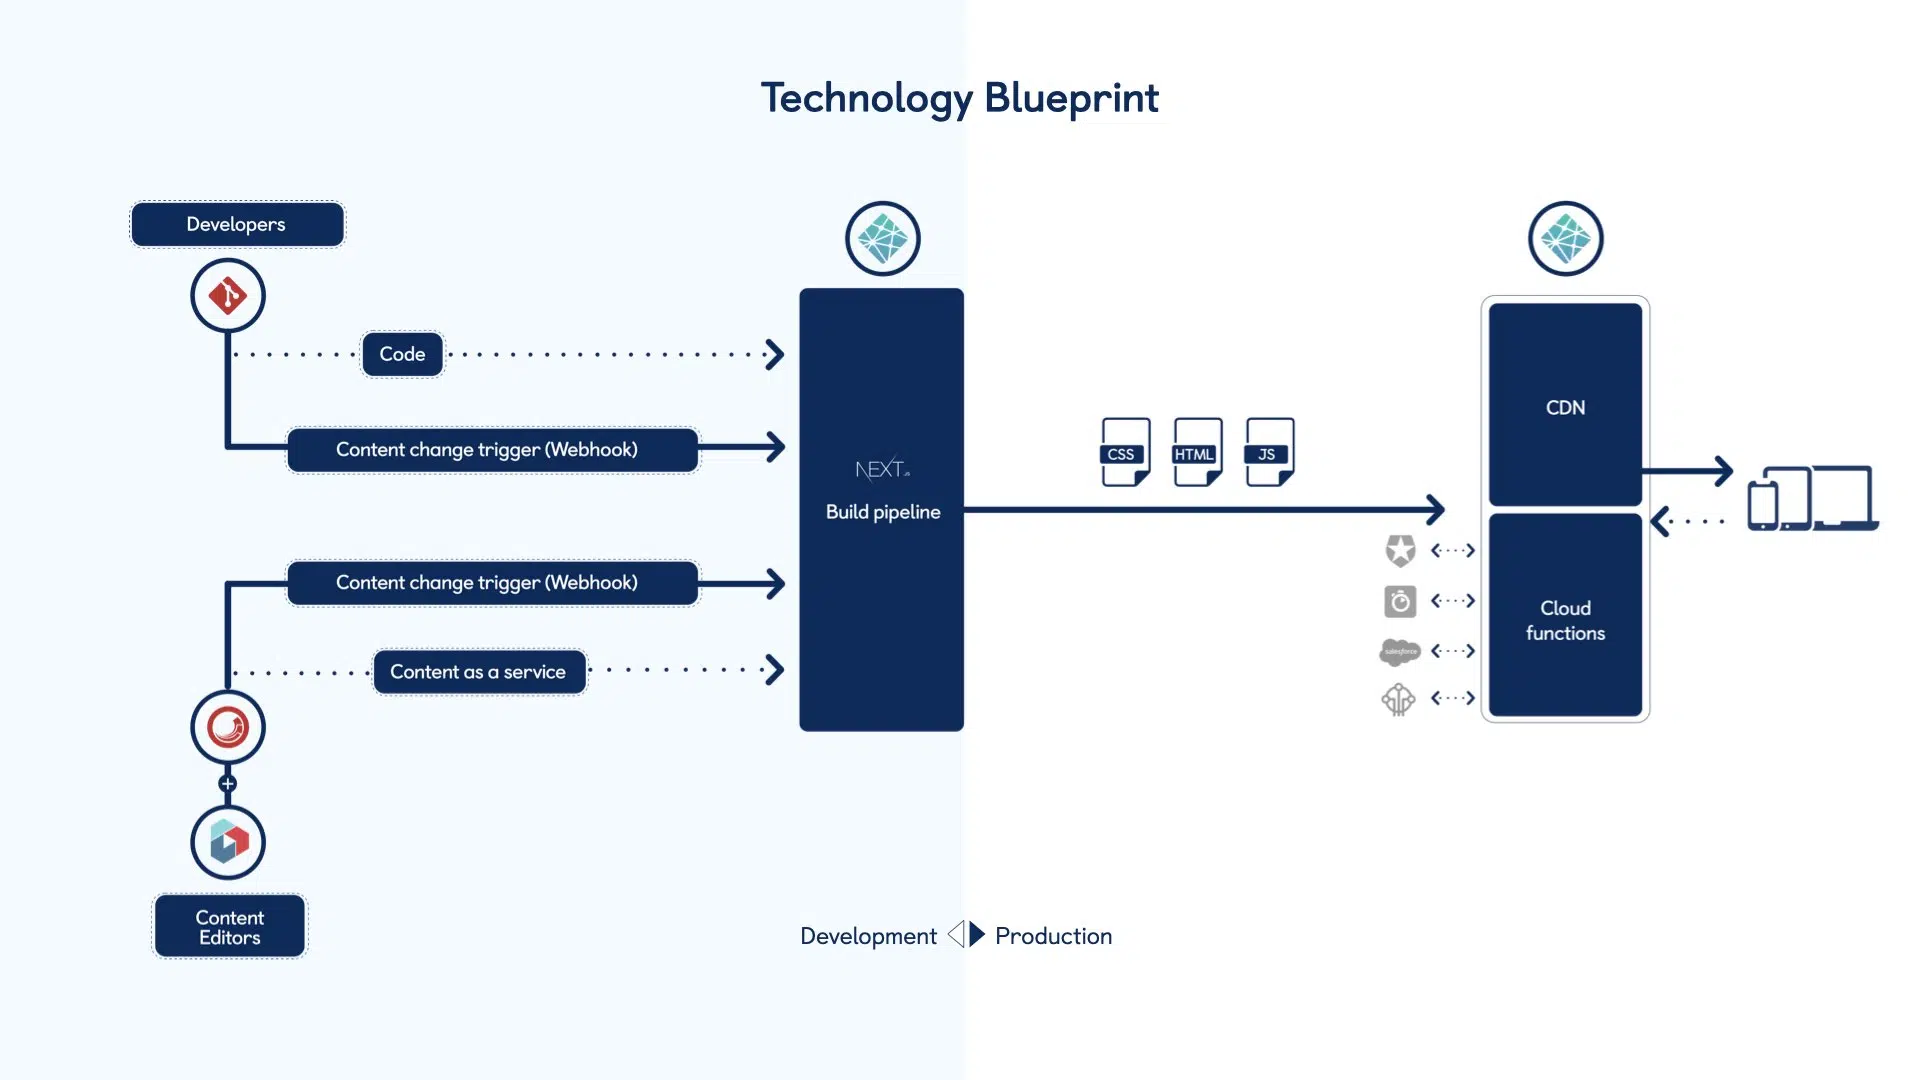 Technology Blueprint
Developers
Code
Content change trigger (Webhook)
Content change trigger (Webhook)
Content as a service
Content
Editors
NEXT.JS
Build pipeline
CSS
HTML
JS
CDN
Cloud
functions
salesforce
Development
Production